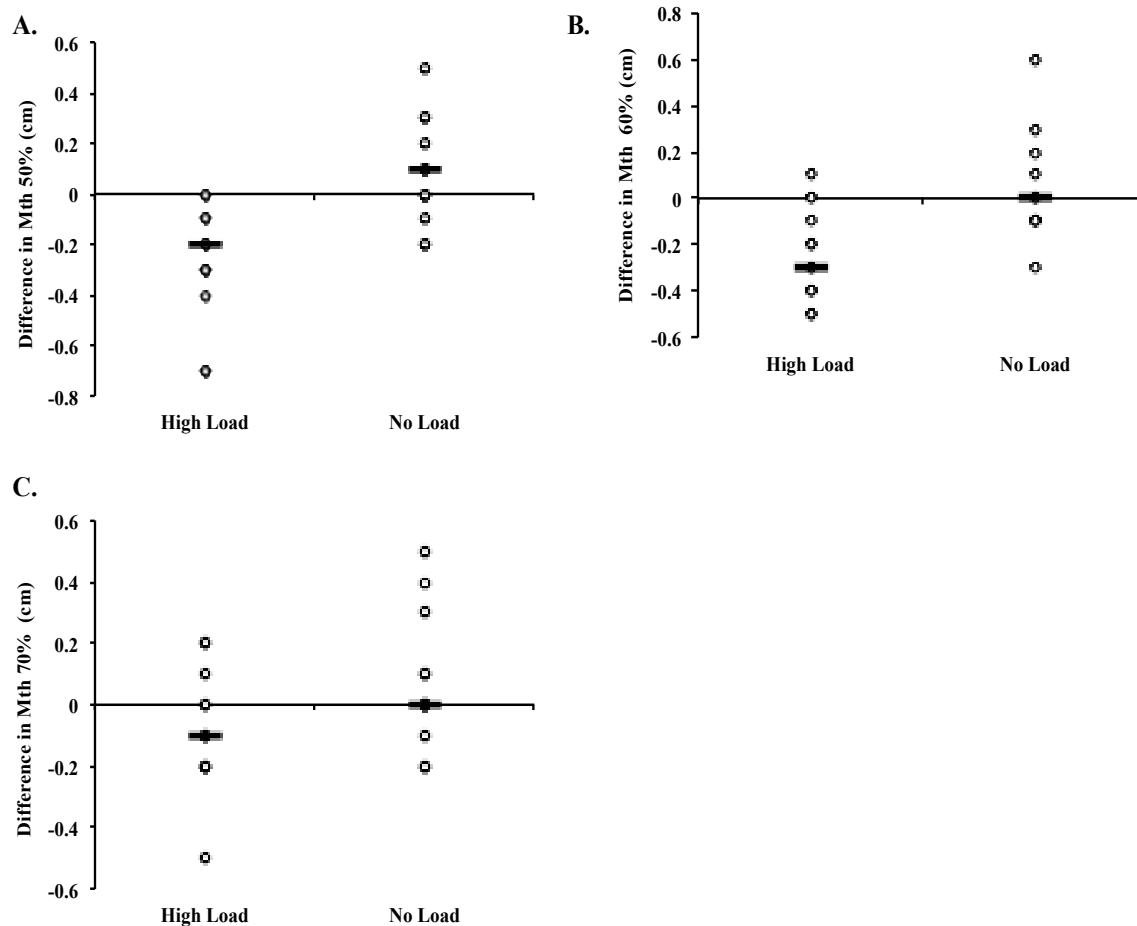 A.
Difference in Mth 50% (cm)
0.6
0.4
0.2
0
-0.2
-0.4
-0.6
-0.8
High Load
No Load
B.
Difference in Mth 60% (cm)
0.8
0.6
0.4
0.2
0
-0.2
-0.4
-0.6
High Load
No Load
C.
Difference in Mth 70% (cm)
0.6
0.4
0.2
0
-0.2
-0.4
-0.6
High Load
No Load